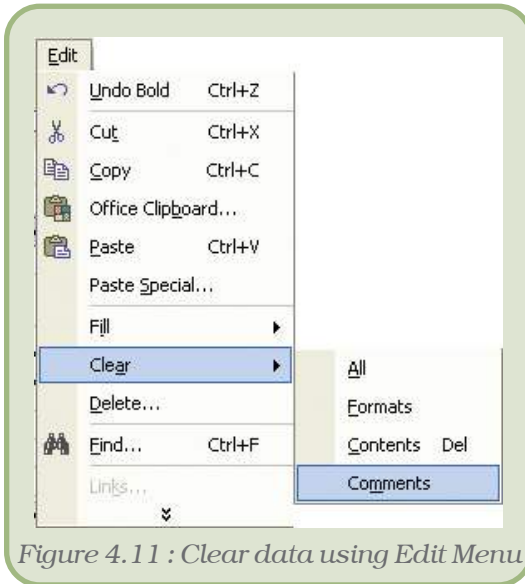 Edit
Undo Bold Ctrl+Z
Cut Ctrl+X
Copy Ctrl+C
Office Clipboard...
Paste Ctrl+V
Paste Special...
Fill
Clear
All
Delete...
Formats
Find... Ctrl+F
Contents Del
Links...
Comments
Figure 4.11 : Clear data using Edit Menu